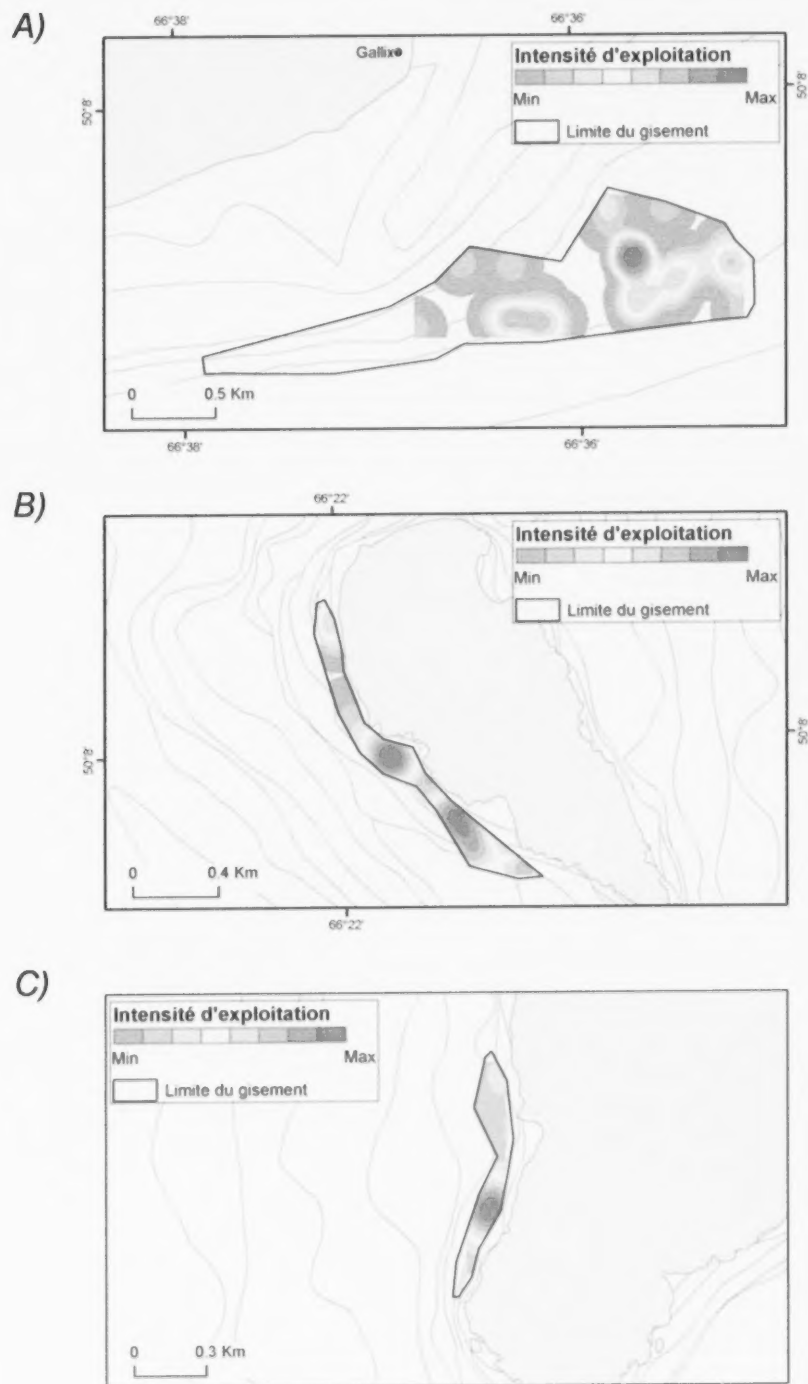 A)
66°38' 66°36'
Gallix
Intensité d'exploitation
Min Max
Limite du gisement
50°8' 50°8'
0 0.5 Km
66°38' 66°36'
B)
66°22'
Intensité d'exploitation
Min Max
Limite du gisement
50°8' 50°8'
0 0.4 Km
66°22'
C)
Intensité d'exploitation
Min Max
Limite du gisement
0 0.3 Km